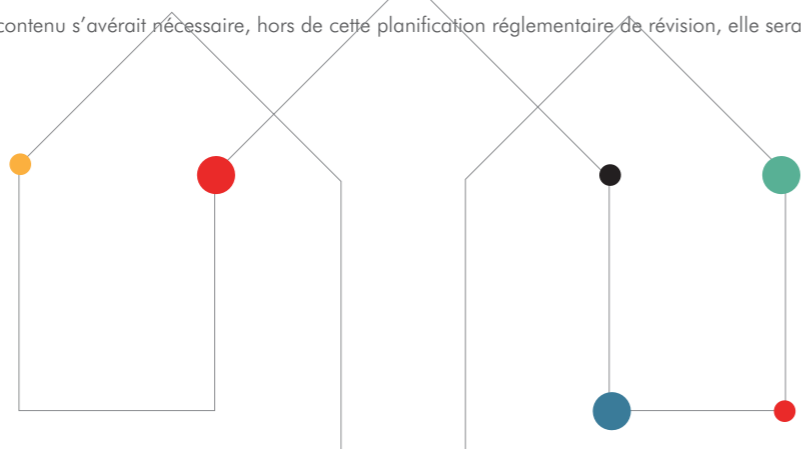 contenu s’avérait nécessaire, hors de cette planification réglementaire de révision, elle sera